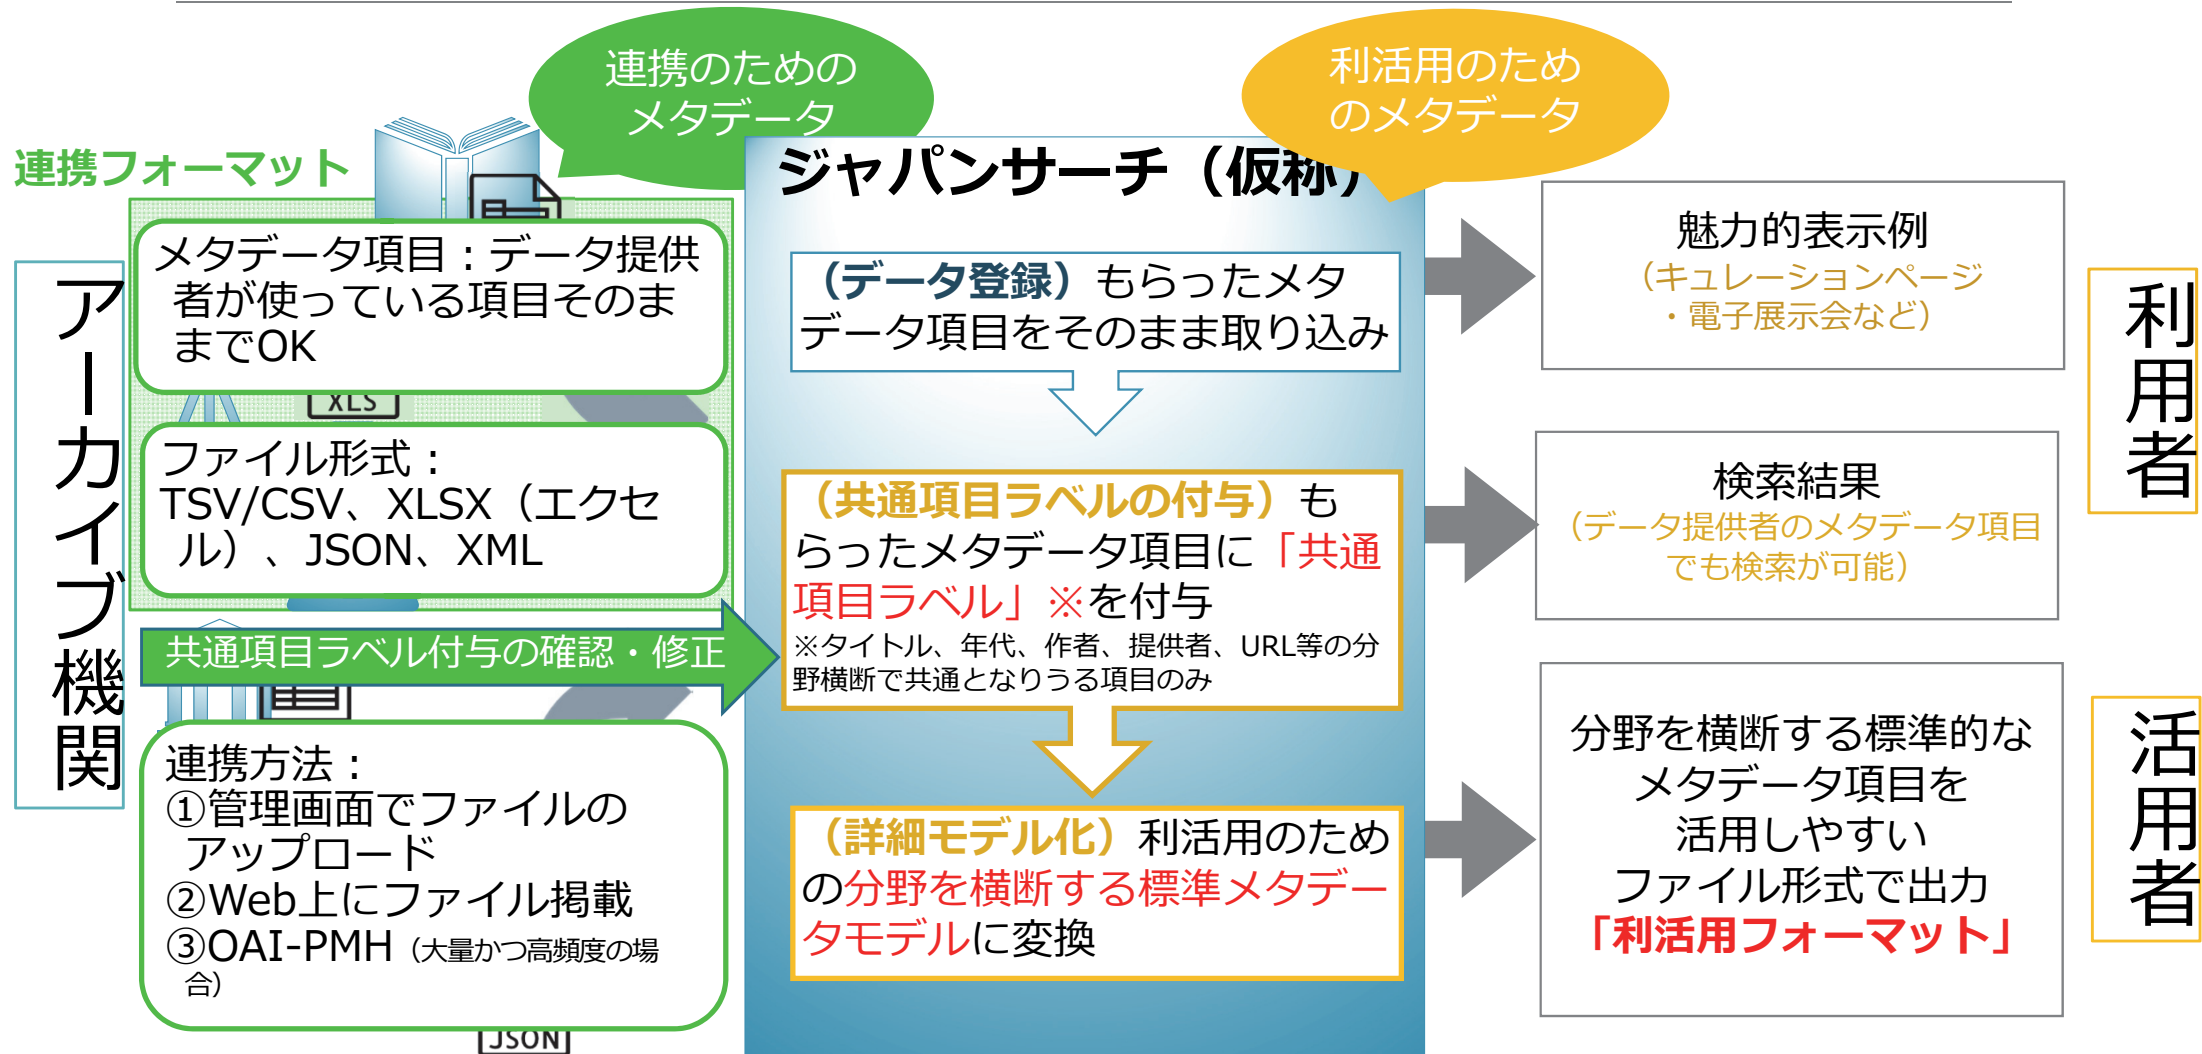 連携のための
メタデータ
利活用のため
のメタデータ
連携フォーマット
アーカイブ機関
メタデータ項目：データ提供
者が使っている項目そのま
までOK
XLS
ファイル形式：
TSV/CSV、XLSX（エクセ
ル）、JSON、XML
共通項目ラベル付与の確認・修正
連携方法：
①管理画面でファイルの
アップロード
②Web上にファイル掲載
③OAI-PMH（大量かつ高頻度の場
合）
JSON
ジャパンサーチ（仮称）
（データ登録）もらったメタ
データ項目をそのまま取り込み
（共通項目ラベルの付与）も
らったメタデータ項目に「共通
項目ラベル」※を付与
※タイトル、年代、作者、提供者、URL等の分
野横断で共通となりうる項目のみ
（詳細モデル化）利活用のため
の分野を横断する標準メタデー
タモデルに変換
魅力的表示例
（キュレーションページ
・電子展示会など）
検索結果
（データ提供者のメタデータ項目
でも検索が可能）
分野を横断する標準的な
メタデータ項目を
活用しやすい
ファイル形式で出力
「利活用フォーマット」
利用者
活用者